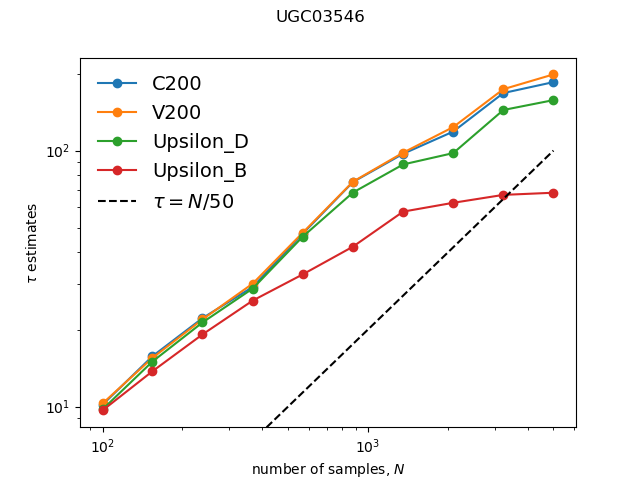 UGC03546
C200
V200
Upsilon_D
Upsilon_B
τ = N/50
τ estimates
10²
10¹
10² 10³
number of samples, N